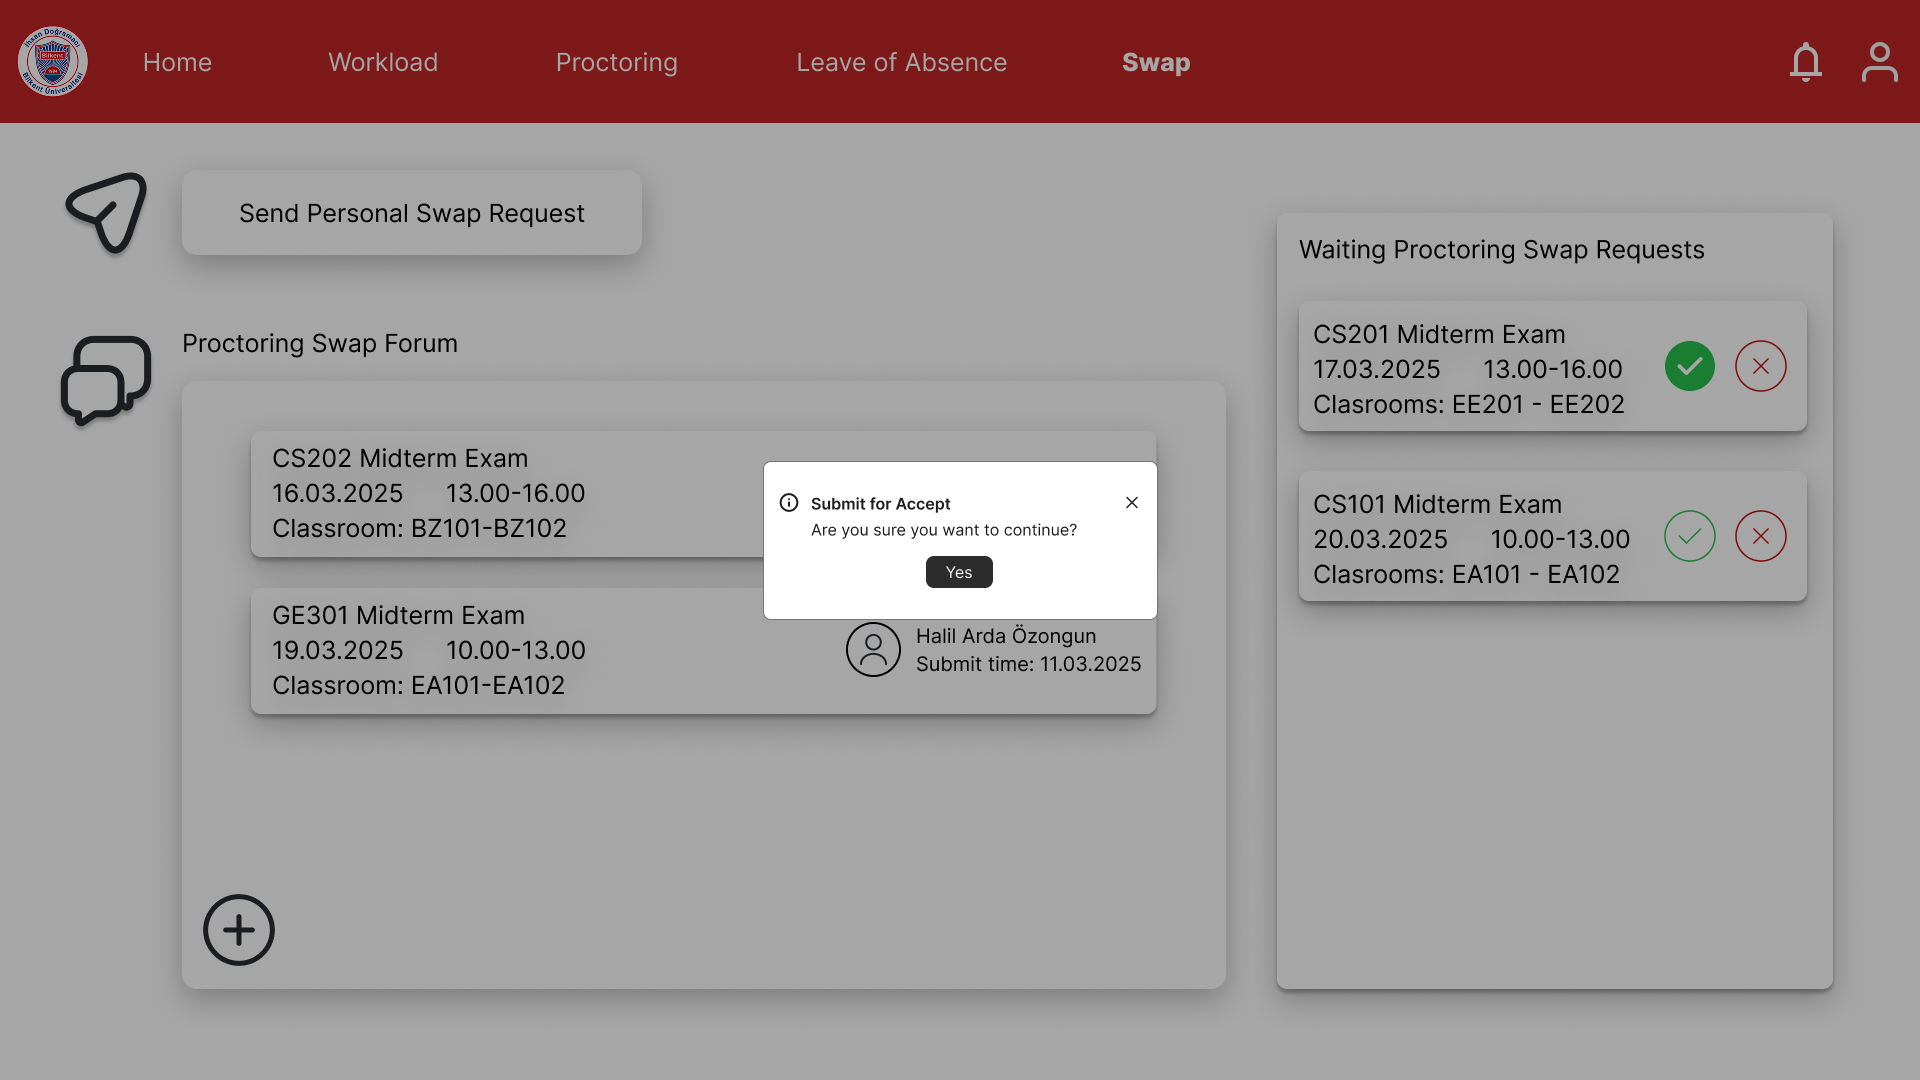 İhsan Doğramacı
Bilkent
1984
Bilkent Üniversitesi
Home
Workload
Proctoring
Leave of Absence
Swap
Send Personal Swap Request
Proctoring Swap Forum
CS202 Midterm Exam
16.03.2025 13.00-16.00
Classroom: BZ101-BZ102
GE301 Midterm Exam
19.03.2025 10.00-13.00
Classroom: EA101-EA102
Halil Arda Özongun
Submit time: 11.03.2025
Submit for Accept
Are you sure you want to continue?
Yes
Waiting Proctoring Swap Requests
CS201 Midterm Exam
17.03.2025 13.00-16.00
Clasrooms: EE201 - EE202
CS101 Midterm Exam
20.03.2025 10.00-13.00
Clasrooms: EA101 - EA102